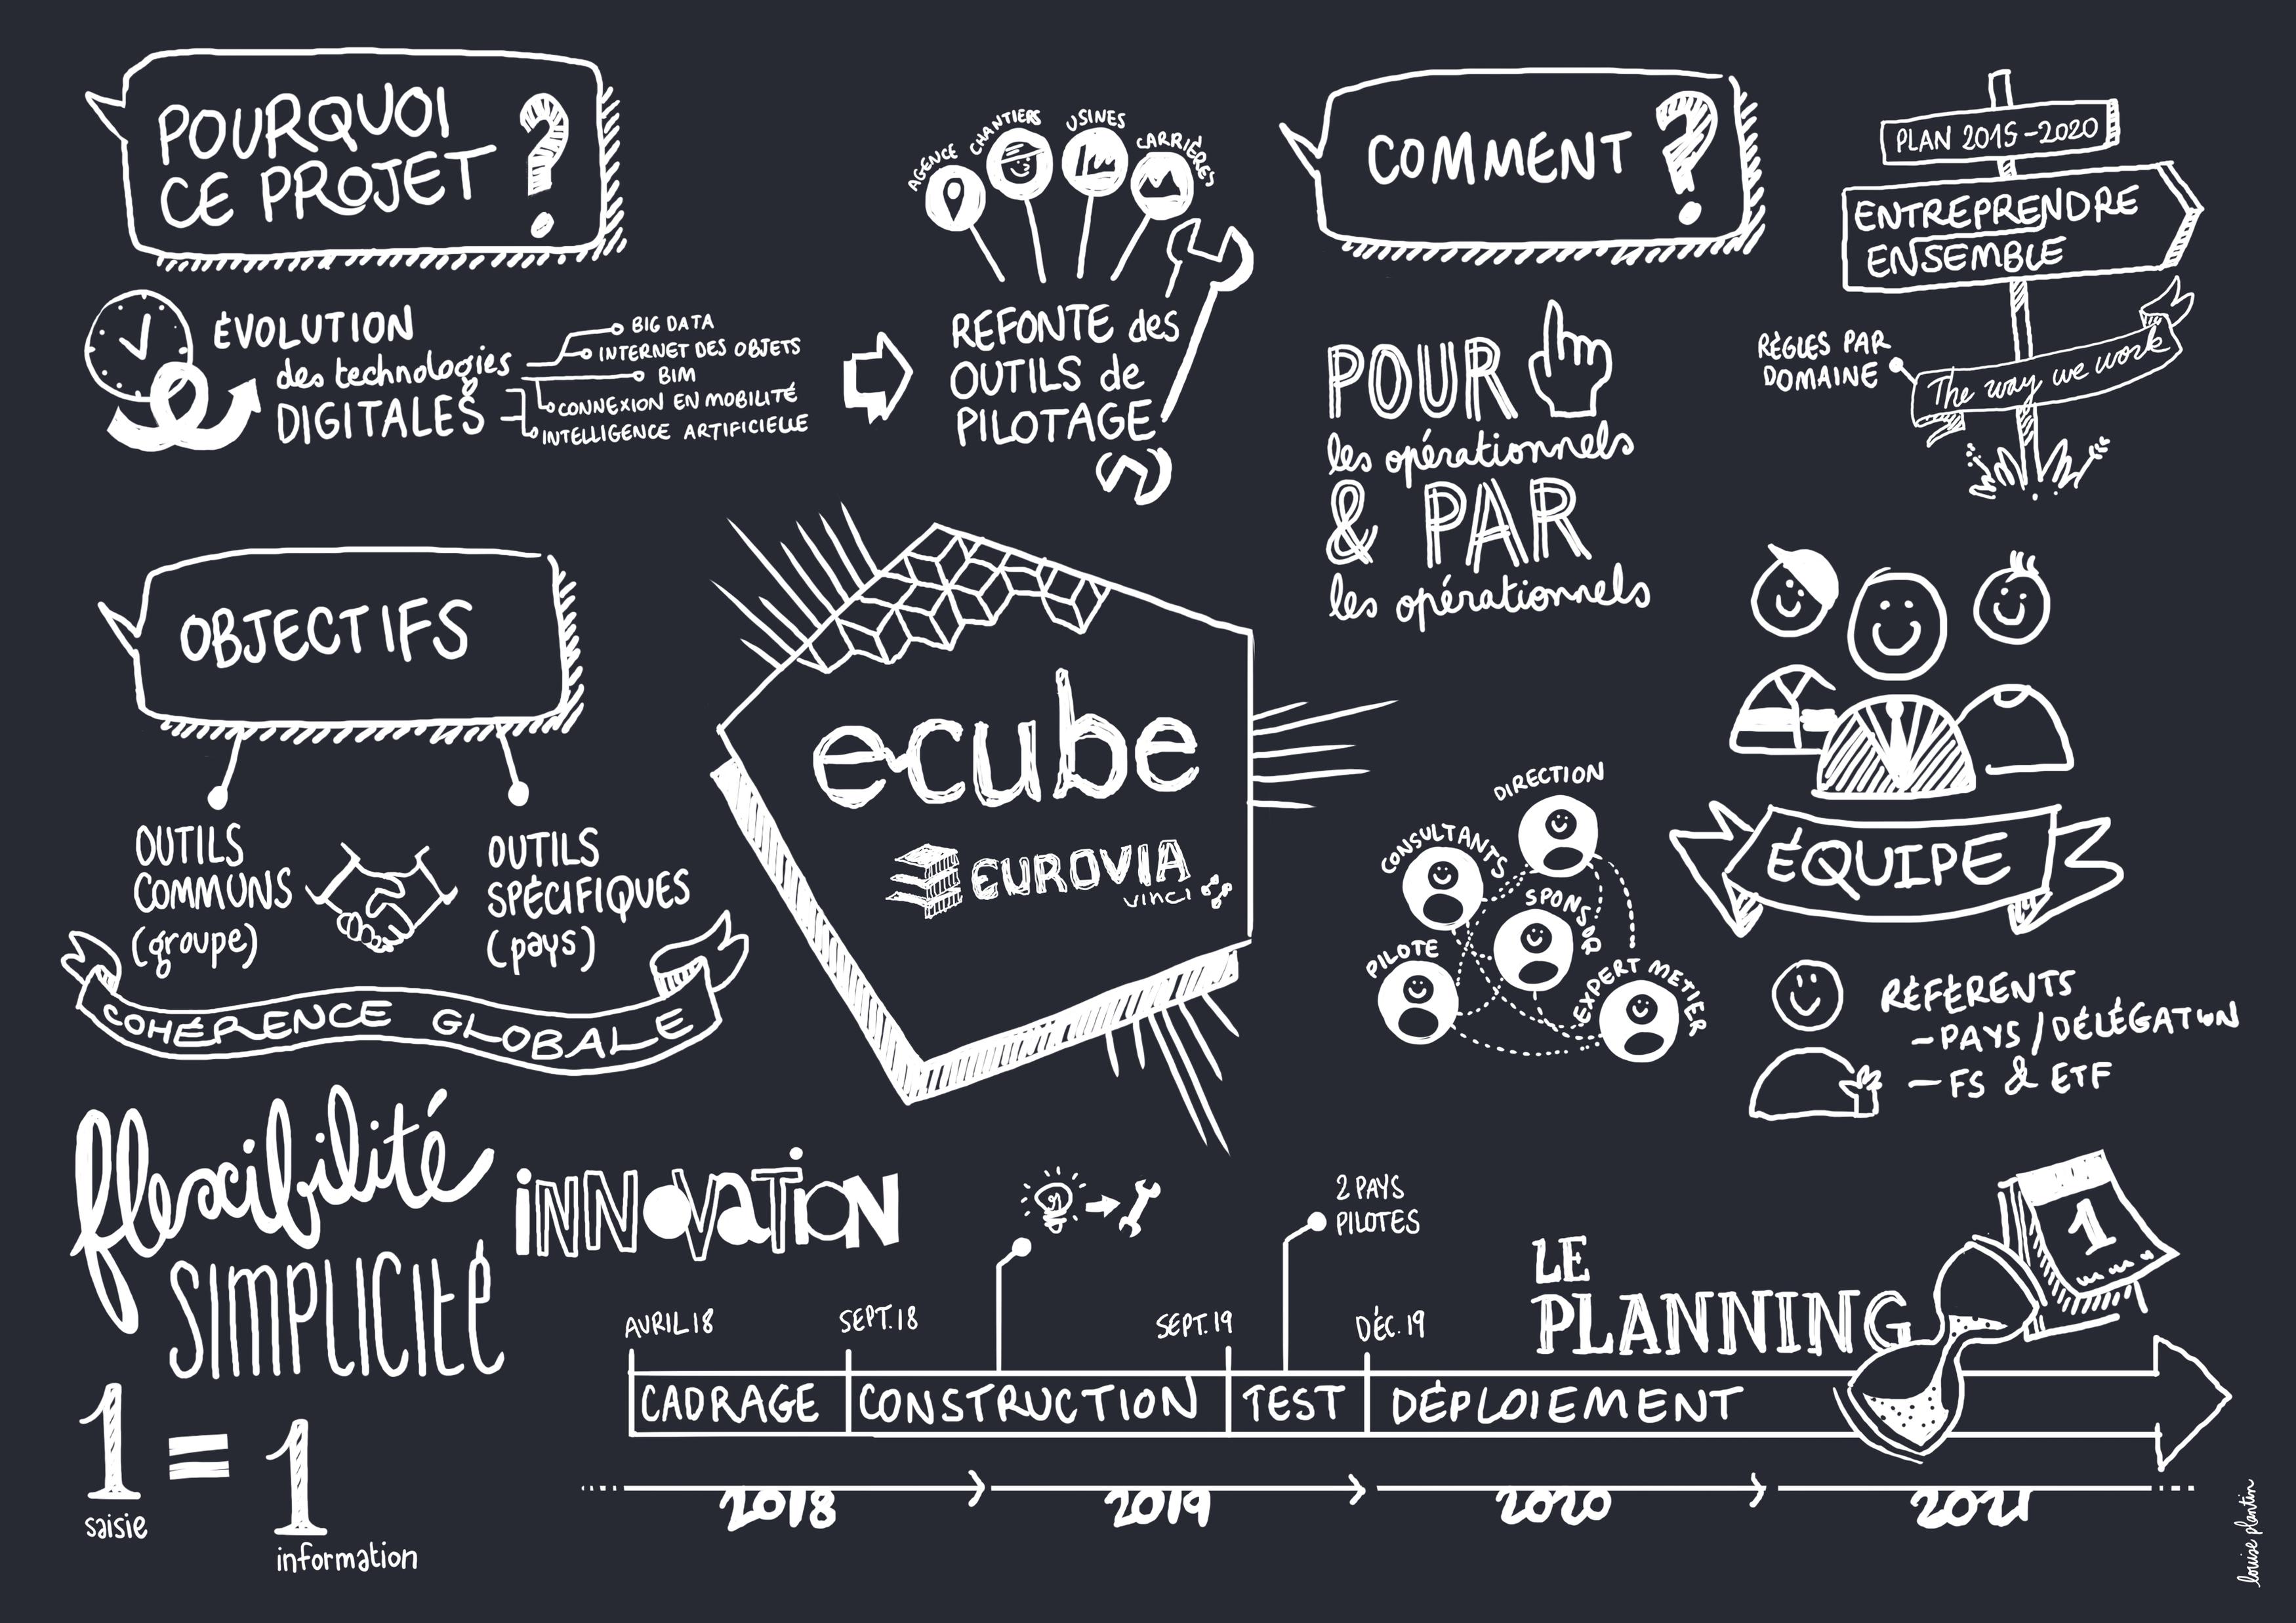 POURQUOI
CE PROJET ?
ÉVOLUTION
des technologies
DIGITALES
BIG DATA
INTERNET DES OBJETS
BIM
CONNEXION EN MOBILITÉ
INTELLIGENCE ARTIFICIELLE
AGENCE
CHANTIERS
USINES
CARRIÈRES
REFONTE des
OUTILS de
PILOTAGE
COMMENT ?
POUR
les opérationnels
& PAR
les opérationnels
PLAN 2015-2020
ENTREPRENDRE
ENSEMBLE
RÈGLES PAR
DOMAINE
The way we work
OBJECTIFS
OUTILS
COMMUNS
(groupe)
OUTILS
SPÉCIFIQUES
(pays)
COHÉRENCE GLOBALE
e-cube
EUROVIA
VINCI
DIRECTION
CONSULTANTS
SPONSOR
PILOTE
EXPERT METIER
ÉQUIPE
RÉFÉRENTS
- PAYS / DÉLÉGATION
- FS & ETF
flexibilité
SIMPLICITÉ
INNOVATION
1 = 1
saisie
information
2 PAYS
PILOTES
LE
PLANNING
1
AVRIL 18
SEPT. 18
SEPT. 19
DÉC. 19
CADRAGE
CONSTRUCTION
TEST
DÉPLOIEMENT
2018
2019
2020
2021
louise plantin